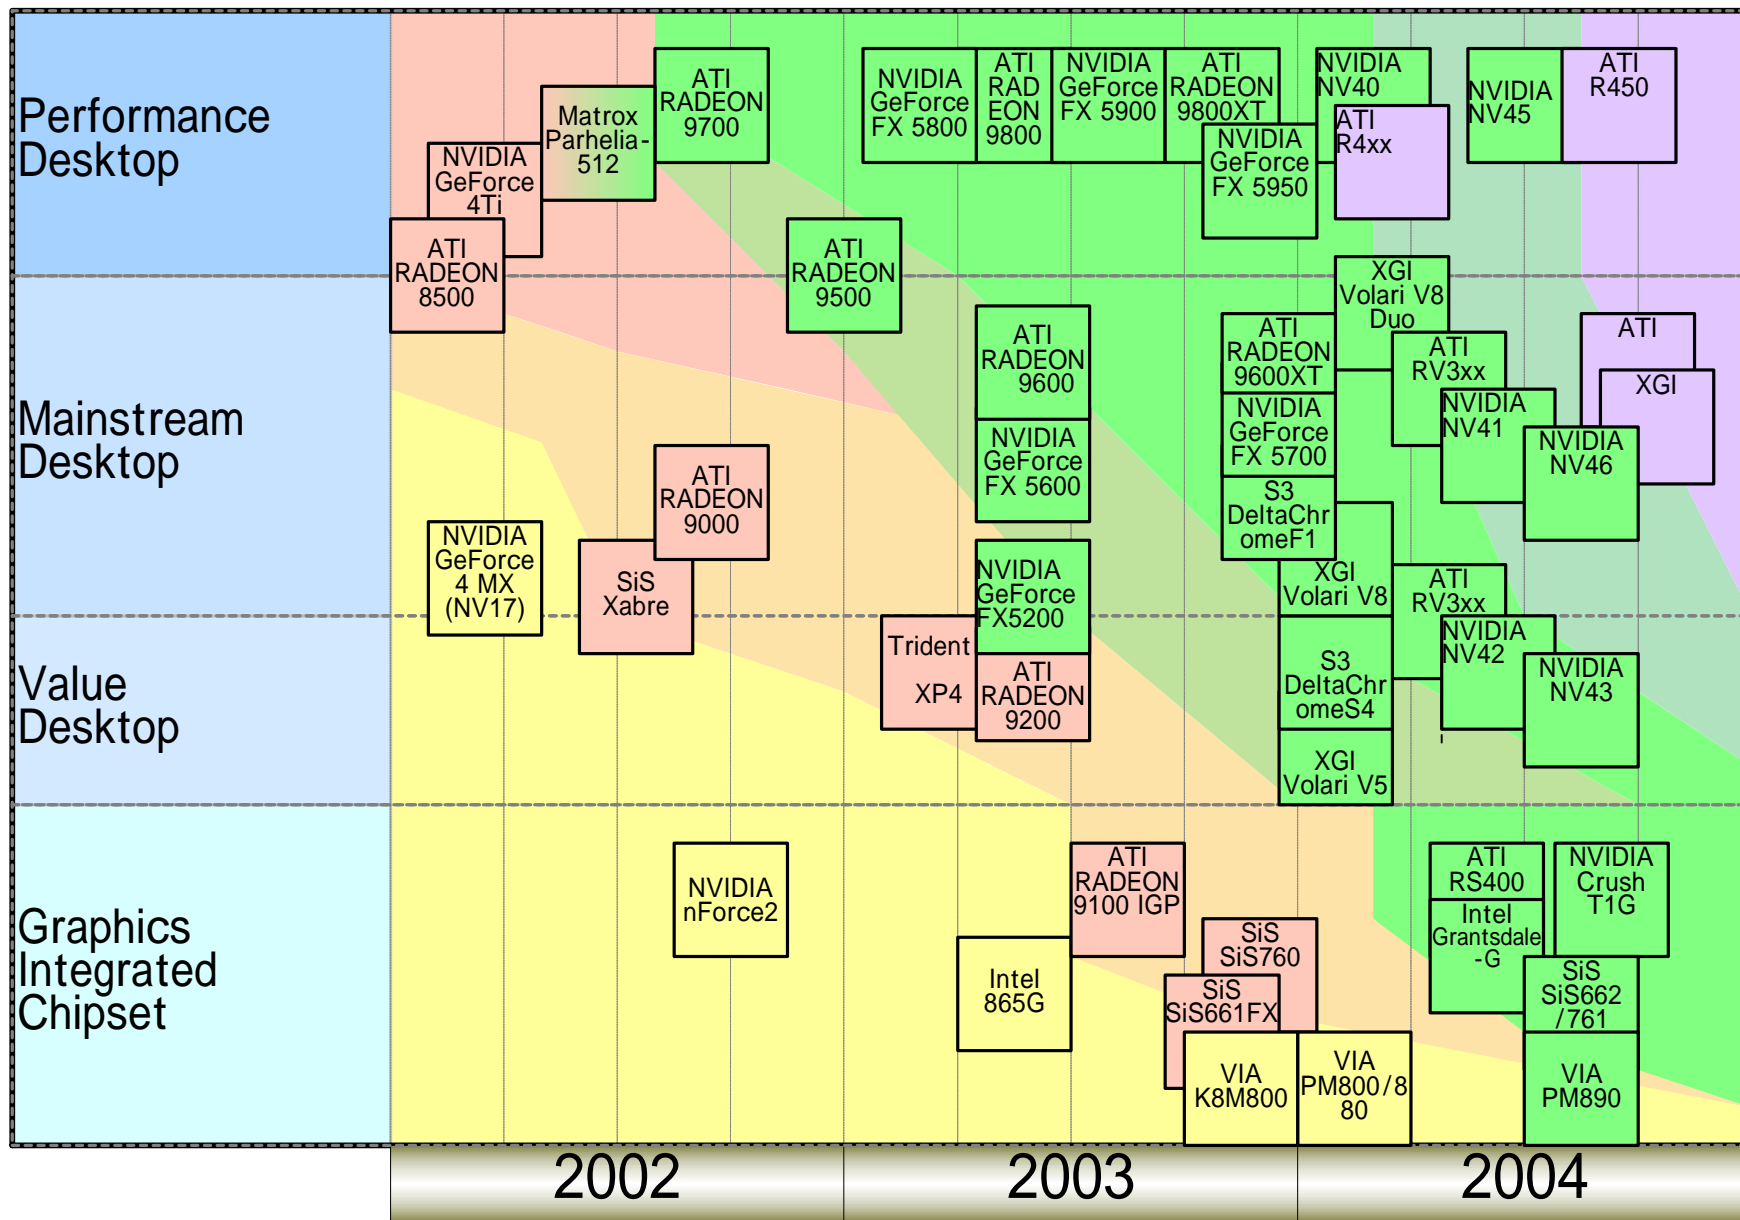 Performance
Desktop
ATI
RADEON
8500
NVIDIA
GeForce
4Ti
Matrox
Parhelia-
512
ATI
RADEON
9700
ATI
RADEON
9500
NVIDIA
GeForce
FX 5800
ATI
RAD
EON
9800
NVIDIA
GeForce
FX 5900
ATI
RADEON
9800XT
NVIDIA
GeForce
FX 5950
NVIDIA
NV40
ATI
R4xx
NVIDIA
NV45
ATI
R450
Mainstream
Desktop
NVIDIA
GeForce
4 MX
(NV17)
SiS
Xabre
ATI
RADEON
9000
ATI
RADEON
9600
NVIDIA
GeForce
FX 5600
NVIDIA
GeForce
FX5200
ATI
RADEON
9600XT
NVIDIA
GeForce
FX 5700
S3
DeltaChr
omeF1
XGI
Volari V8
XGI
Volari V8
Duo
ATI
RV3xx
NVIDIA
NV41
NVIDIA
NV46
ATI
XGI
Value
Desktop
Trident
XP4
ATI
RADEON
9200
S3
DeltaChr
omeS4
XGI
Volari V5
ATI
RV3xx
NVIDIA
NV42
NVIDIA
NV43
Graphics
Integrated
Chipset
NVIDIA
nForce2
Intel
865G
ATI
RADEON
9100 IGP
SiS
SiS760
SiS
SiS661FX
VIA
K8M800
VIA
PM800/8
80
ATI
RS400
Intel
Grantsdale
-G
NVIDIA
Crush
T1G
SiS
SiS662
/761
VIA
PM890
2002
2003
2004